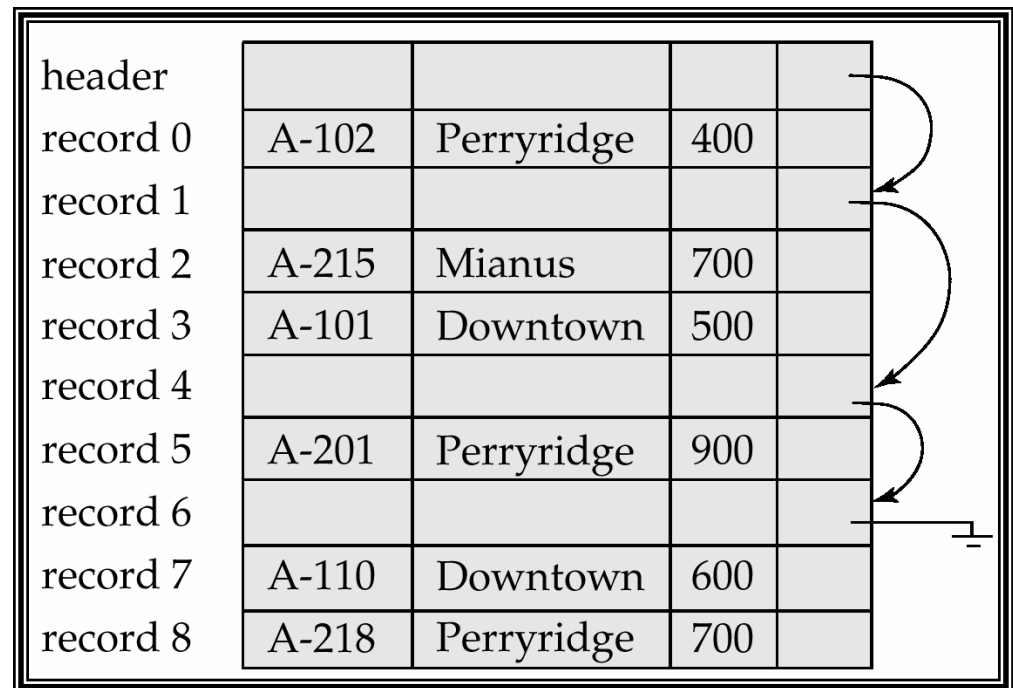 header
record 0 A-102 Perryridge 400
record 1
record 2 A-215 Mianus 700
record 3 A-101 Downtown 500
record 4
record 5 A-201 Perryridge 900
record 6
record 7 A-110 Downtown 600
record 8 A-218 Perryridge 700